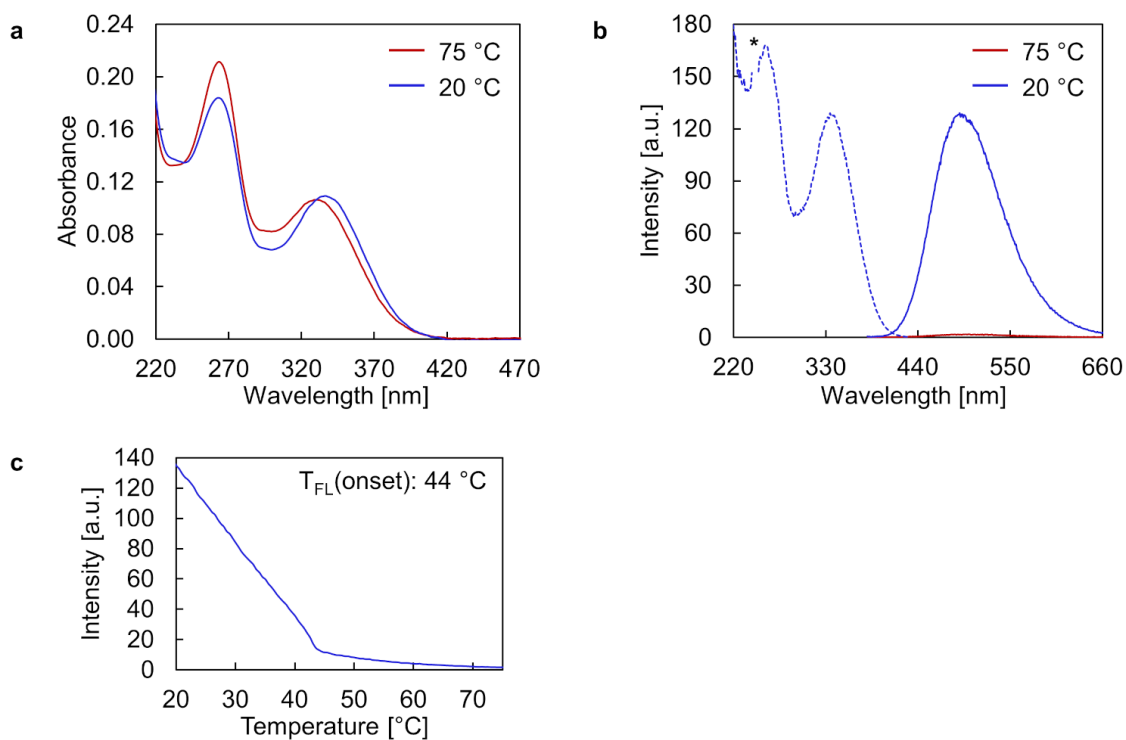 a
0.24
0.20
0.16
0.12
0.08
0.04
0.00
Absorbance
75 °C
20 °C
220 270 320 370 420 470
Wavelength [nm]
b
180
150
120
90
60
30
0
Intensity [a.u.]
*
75 °C
20 °C
220 330 440 550 660
Wavelength [nm]
c
140
120
100
80
60
40
20
0
Intensity [a.u.]
T_FL(onset): 44 °C
20 30 40 50 60 70
Temperature [°C]